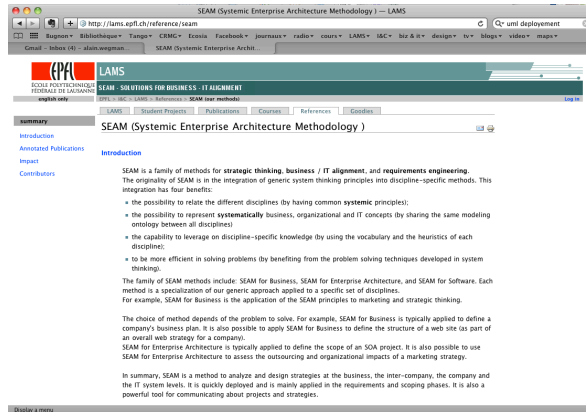 SEAM (Systemic Enterprise Architecture Methodology ) — LAMS
http://lams.epfl.ch/reference/seam
uml deployement
Bugnon Bibliothèque Tango CRMG Ecosia Facebook journaux radio cours LAMS I&C biz & it design tv blogs video maps
Gmail - Inbox (4) - alain.wegman... SEAM (Systemic Enterprise Archit...
EPFL
ÉCOLE POLYTECHNIQUE
FÉDÉRALE DE LAUSANNE
LAMS
SEAM - SOLUTIONS FOR BUSINESS - IT ALIGNMENT
english only
EPFL > I&C > LAMS > References > SEAM (our methods)
Log in
LAMS Student Projects Publications Courses References Goodies
summary
Introduction
Annotated Publications
Impact
Contributors
SEAM (Systemic Enterprise Architecture Methodology )
Introduction
SEAM is a family of methods for strategic thinking, business / IT alignment, and requirements engineering.
The originality of SEAM is in the integration of generic system thinking principles into discipline-specific methods. This
integration has four benefits:
the possibility to relate the different disciplines (by having common systemic principles);
the possibility to represent systematically business, organizational and IT concepts (by sharing the same modeling
ontology between all disciplines)
the capability to leverage on discipline-specific knowledge (by using the vocabulary and the heuristics of each
discipline);
to be more efficient in solving problems (by benefiting from the problem solving techniques developed in system
thinking).
The family of SEAM methods include: SEAM for Business, SEAM for Enterprise Architecture, and SEAM for Software. Each
method is a specialization of our generic approach applied to a specific set of disciplines.
For example, SEAM for Business is the application of the SEAM principles to marketing and strategic thinking.
The choice of method depends of the problem to solve. For example, SEAM for Business is typically applied to define a
company's business plan. It is also possible to apply SEAM for Business to define the structure of a web site (as part of
an overall web strategy for a company).
SEAM for Enterprise Architecture is typically applied to define the scope of an SOA project. It is also possible to use
SEAM for Enterprise Architecture to assess the outsourcing and organizational impacts of a marketing strategy.
In summary, SEAM is a method to analyze and design strategies at the business, the inter-company, the company and
the IT system levels. It is quickly deployed and is mainly applied in the requirements and scoping phases. It is also a
powerful tool for communicating about projects and strategies.
Display a menu